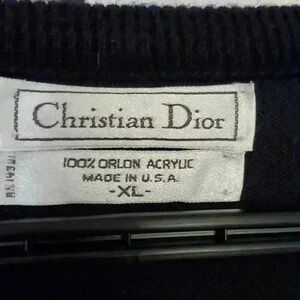 Christian Dior
100% ORLON ACRYLIC
MADE IN U.S.A.
-XL-